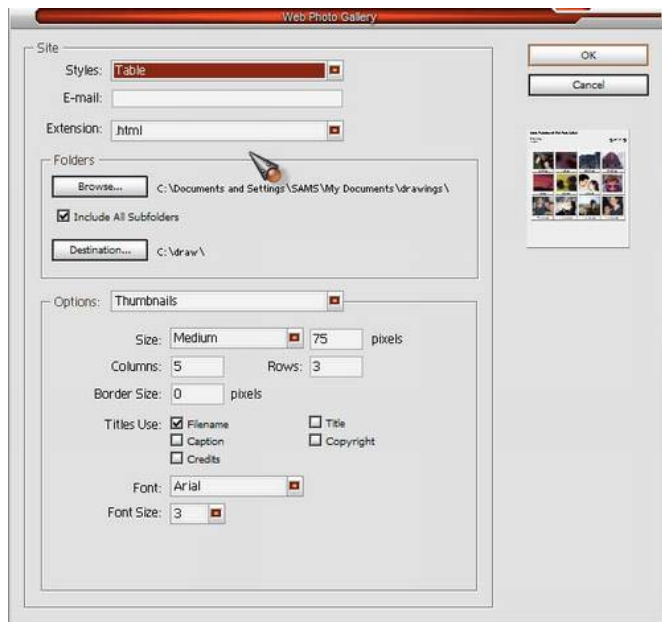 Web Photo Gallery
Site
Styles: Table
E-mail:
Extension: .html
Folders
Browse... C:\Documents and Settings\SAMS\My Documents\drawings\
Include All Subfolders
Destination... C:\draw\
Options: Thumbnails
Size: Medium 75 pixels
Columns: 5 Rows: 3
Border Size: 0 pixels
Titles Use: Filename Title
Caption Copyright
Credits
Font: Arial
Font Size: 3
OK
Cancel